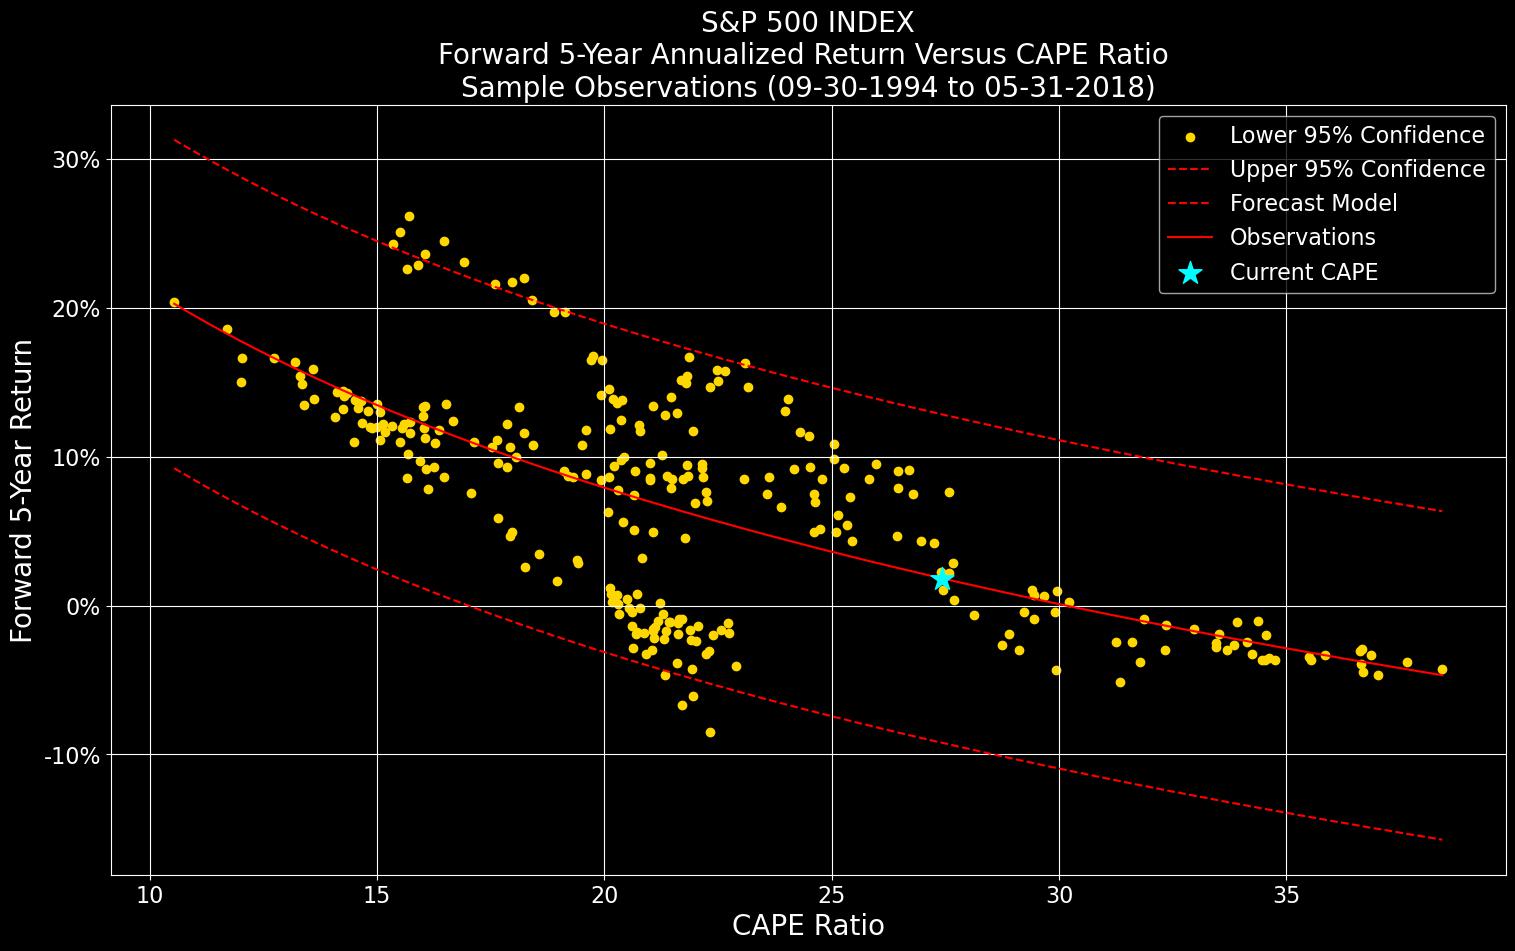 S&P 500 INDEX
Forward 5-Year Annualized Return Versus CAPE Ratio
Sample Observations (09-30-1994 to 05-31-2018)
Lower 95% Confidence
Upper 95% Confidence
Forecast Model
Observations
Current CAPE
Forward 5-Year Return
30%
20%
10%
0%
-10%
10 15 20 25 30 35
CAPE Ratio